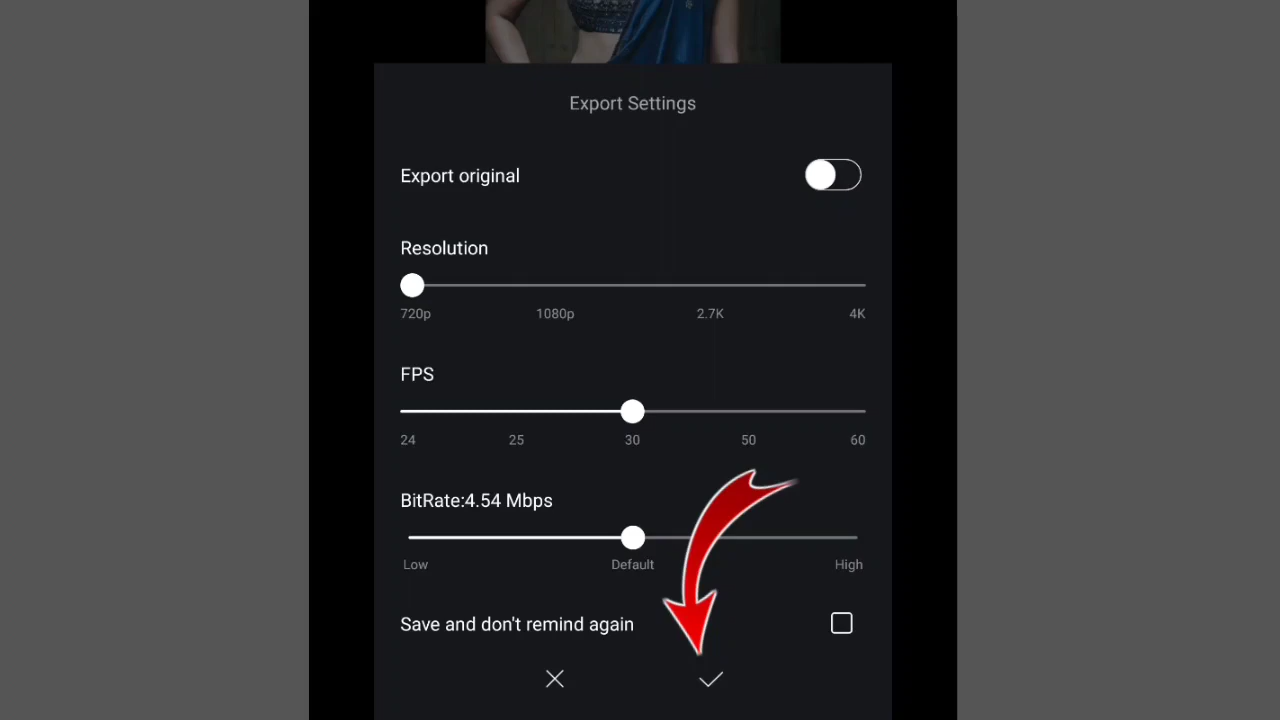 Export Settings
Export original
Resolution
720p 1080p 2.7K 4K
FPS
24 25 30 50 60
BitRate:4.54 Mbps
Low Default High
Save and don't remind again